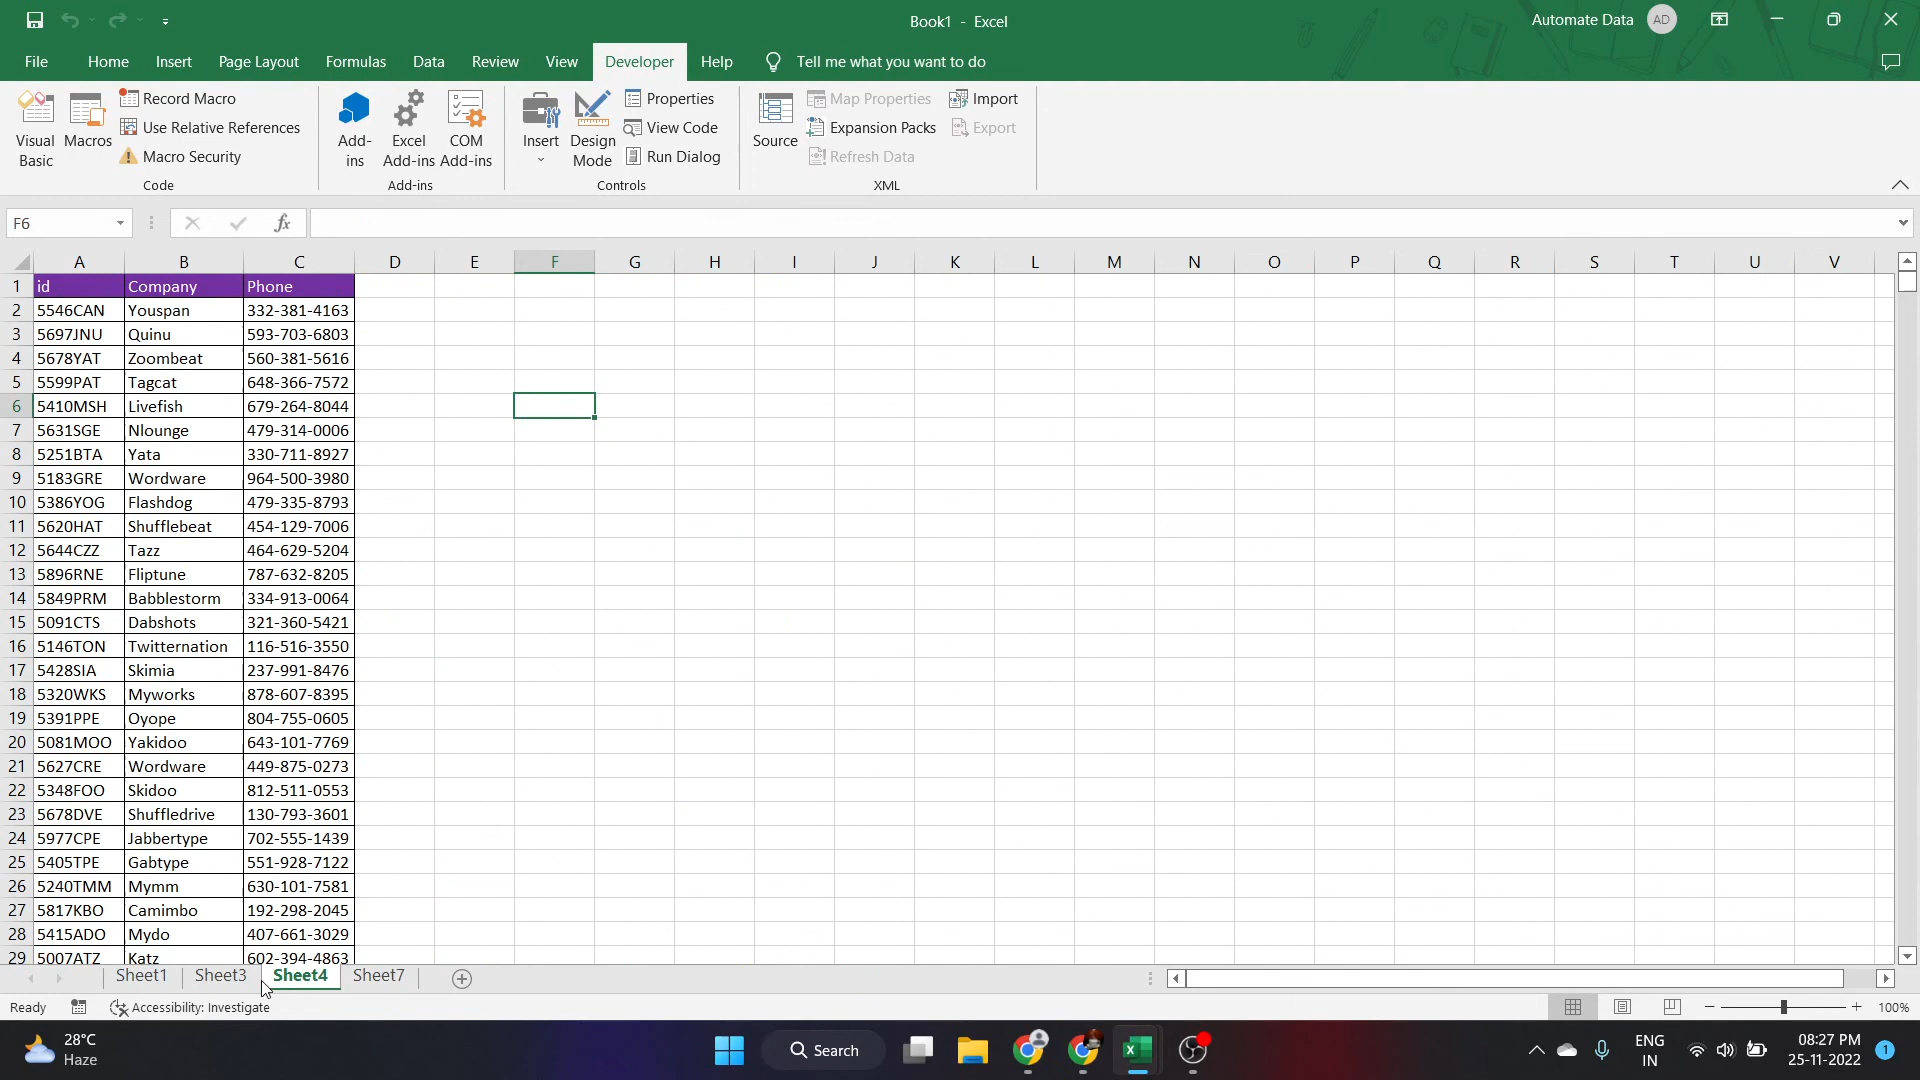 Book1 - Excel
Automate Data AD
File Home Insert Page Layout Formulas Data Review View Developer Help Tell me what you want to do
Visual Basic
Macros
Record Macro
Use Relative References
Macro Security
Code
Add-ins
Excel Add-ins
COM Add-ins
Add-ins
Insert
Design Mode
Properties
View Code
Run Dialog
Controls
Source
Map Properties
Expansion Packs
Refresh Data
Import
Export
XML
F6 fx
A B C D E F G H I J K L M N O P Q R S T U V
1 id Company Phone
2 5546CAN Youspan 332-381-4163
3 5697JNU Quinu 593-703-6803
4 5678YAT Zoombeat 560-381-5616
5 5599PAT Tagcat 648-366-7572
6 5410MSH Livefish 679-264-8044
7 5631SGE Nlounge 479-314-0006
8 5251BTA Yata 330-711-8927
9 5183GRE Wordware 964-500-3980
10 5386YOG Flashdog 479-335-8793
11 5620HAT Shufflebeat 454-129-7006
12 5644CZZ Tazz 464-629-5204
13 5896RNE Fliptune 787-632-8205
14 5849PRM Babblestorm 334-913-0064
15 5091CTS Dabshots 321-360-5421
16 5146TON Twitternation 116-516-3550
17 5428SIA Skimia 237-991-8476
18 5320WKS Myworks 878-607-8395
19 5391PPE Oyope 804-755-0605
20 5081MOO Yakidoo 643-101-7769
21 5627CRE Wordware 449-875-0273
22 5348FOO Skidoo 812-511-0553
23 5678DVE Shuffledrive 130-793-3601
24 5977CPE Jabbertype 702-555-1439
25 5405TPE Gabtype 551-928-7122
26 5240TMM Mymm 630-101-7581
27 5817KBO Camimbo 192-298-2045
28 5415ADO Mydo 407-661-3029
29 5007ATZ Katz 602-394-4863
Sheet1 Sheet3 Sheet4 Sheet7
Ready Accessibility: Investigate 100%
28°C
Haze
Search
ENG
IN
08:27 PM
25-11-2022
1